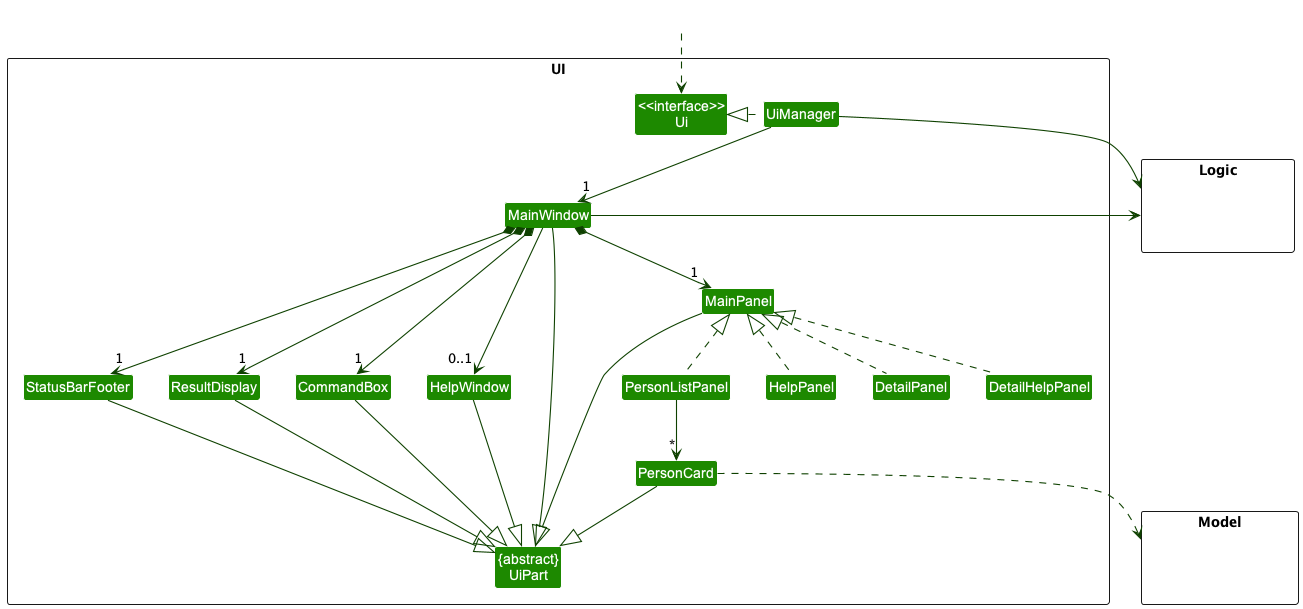 UI
<<interface>>
Ui
UiManager
Logic
1
MainWindow
1
MainPanel
1
1
1
0..1
StatusBarFooter
ResultDisplay
CommandBox
HelpWindow
PersonListPanel
HelpPanel
DetailPanel
DetailHelpPanel
*
PersonCard
Model
{abstract}
UiPart